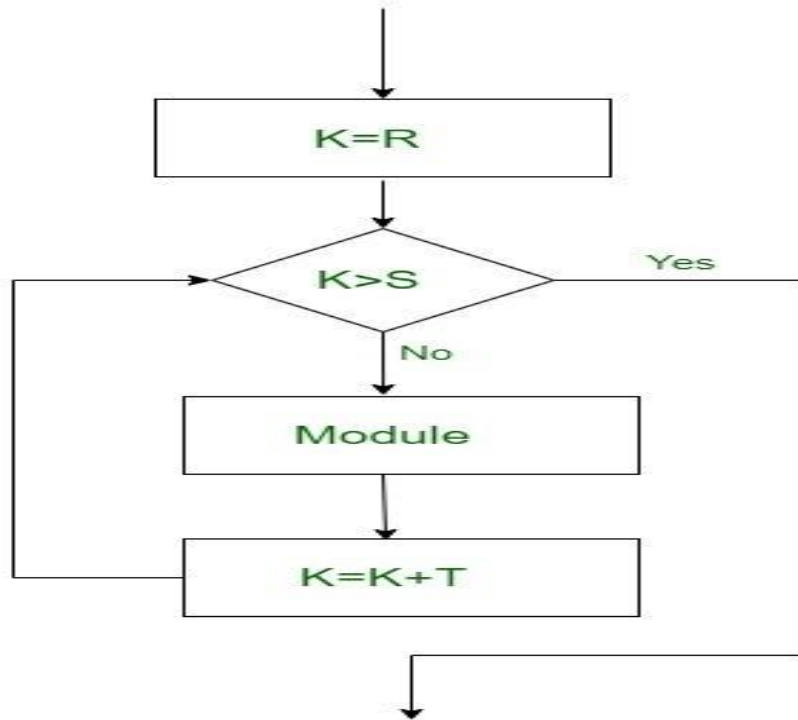 K=R
K>S
Yes
No
Module
K=K+T